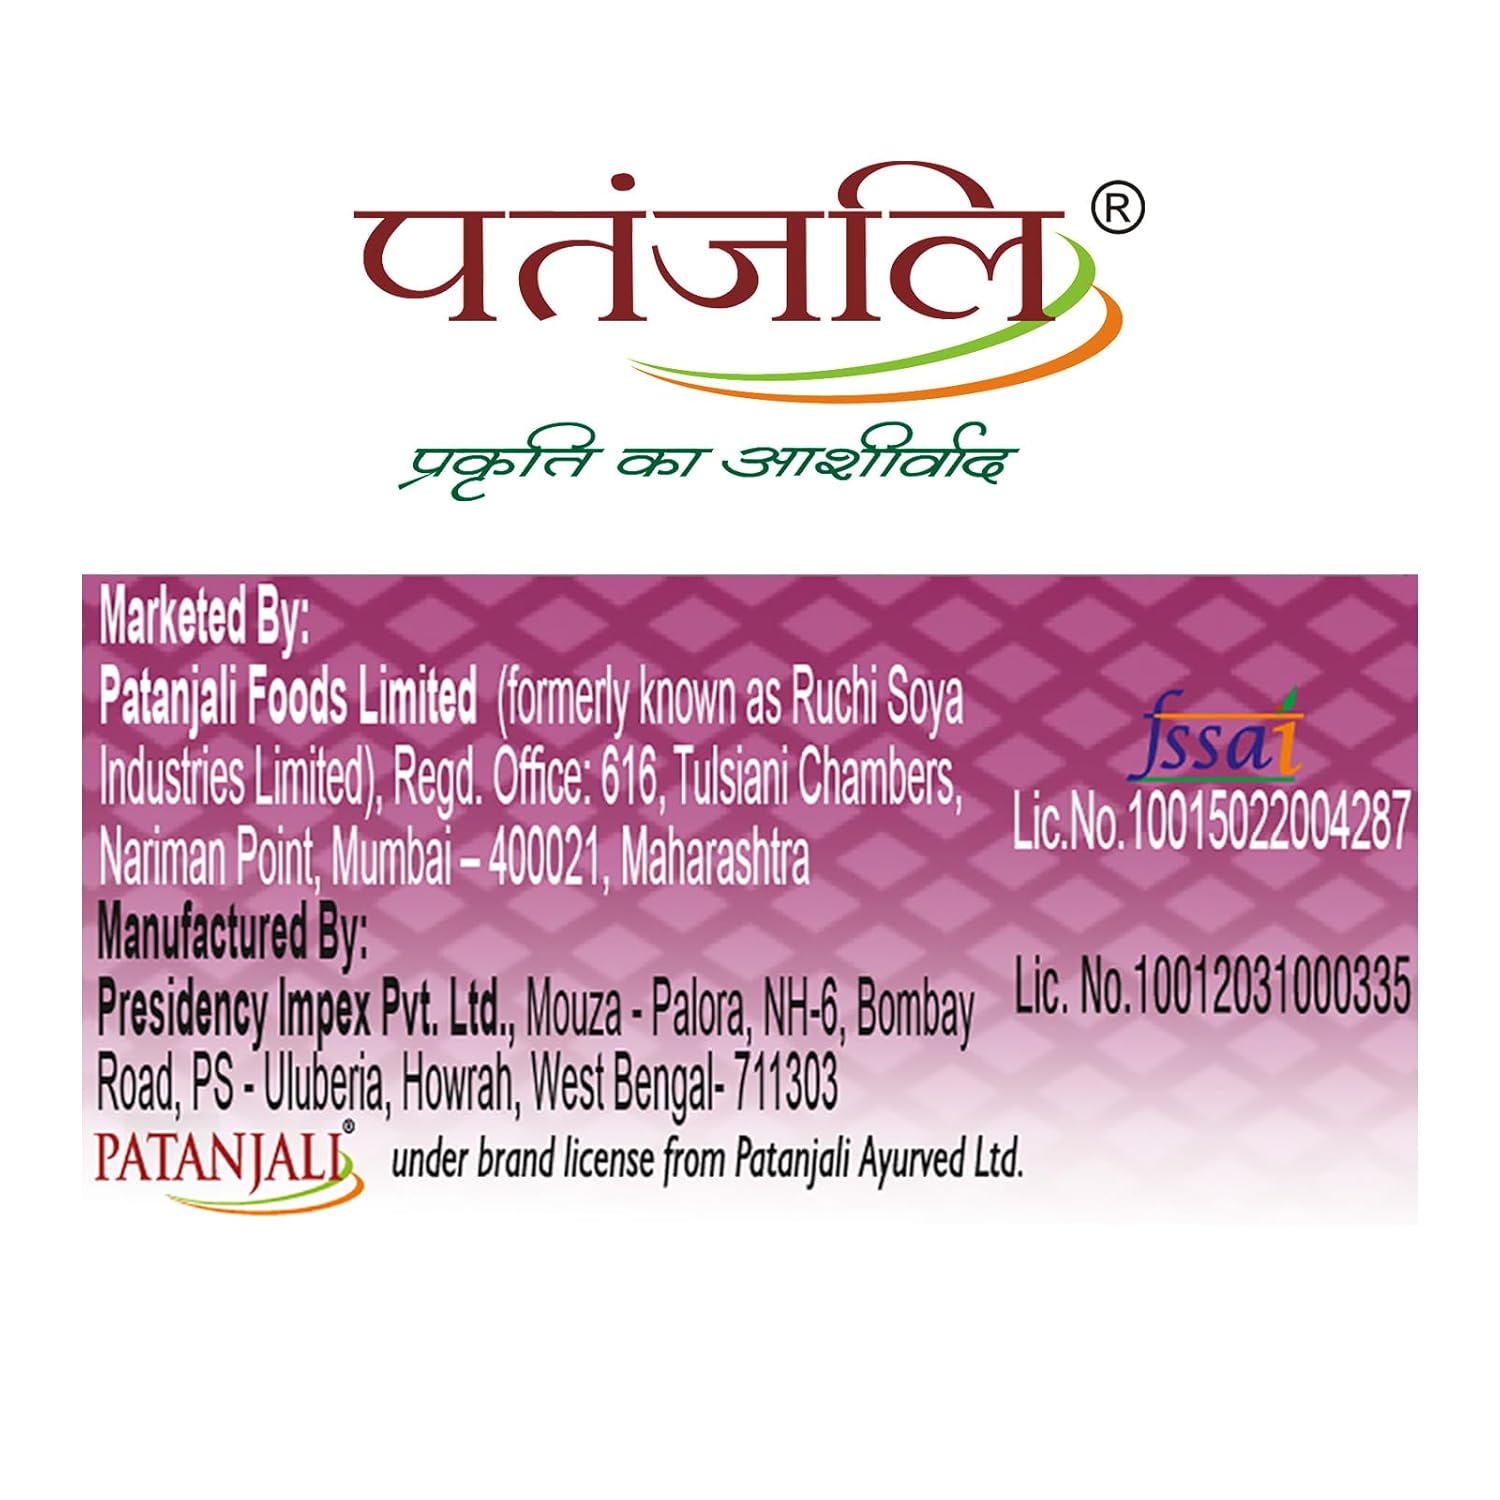 पतंजलि ®
प्रकृति का आशीर्वाद
Marketed By:
Patanjali Foods Limited (formerly known as Ruchi Soya
Industries Limited), Regd. Office: 616, Tulsiani Chambers,
Nariman Point, Mumbai – 400021, Maharashtra
fssai
Lic.No.10015022004287
Manufactured By:
Presidency Impex Pvt. Ltd., Mouza - Palora, NH-6, Bombay
Road, PS - Uluberia, Howrah, West Bengal- 711303
Lic. No.10012031000335
PATANJALI® under brand license from Patanjali Ayurved Ltd.